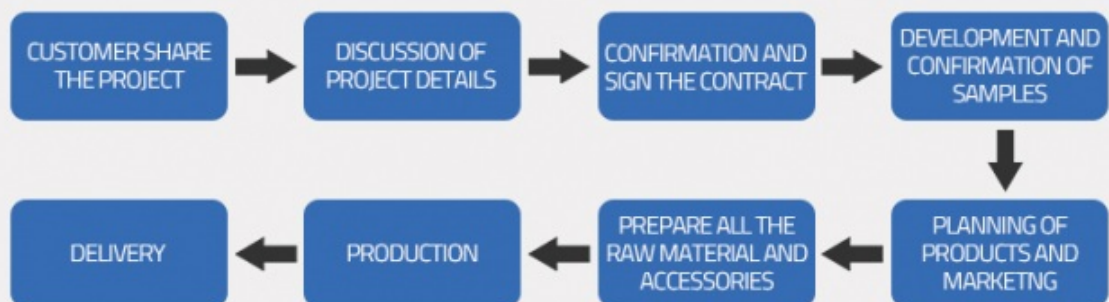 CUSTOMER SHARE
THE PROJECT
DISCUSSION OF
PROJECT DETAILS
CONFIRMATION AND
SIGN THE CONTRACT
DEVELOPMENT AND
CONFIRMATION OF
SAMPLES
PLANNING OF
PRODUCTS AND
MARKETNG
PREPARE ALL THE
RAW MATERIAL AND
ACCESSORIES
PRODUCTION
DELIVERY